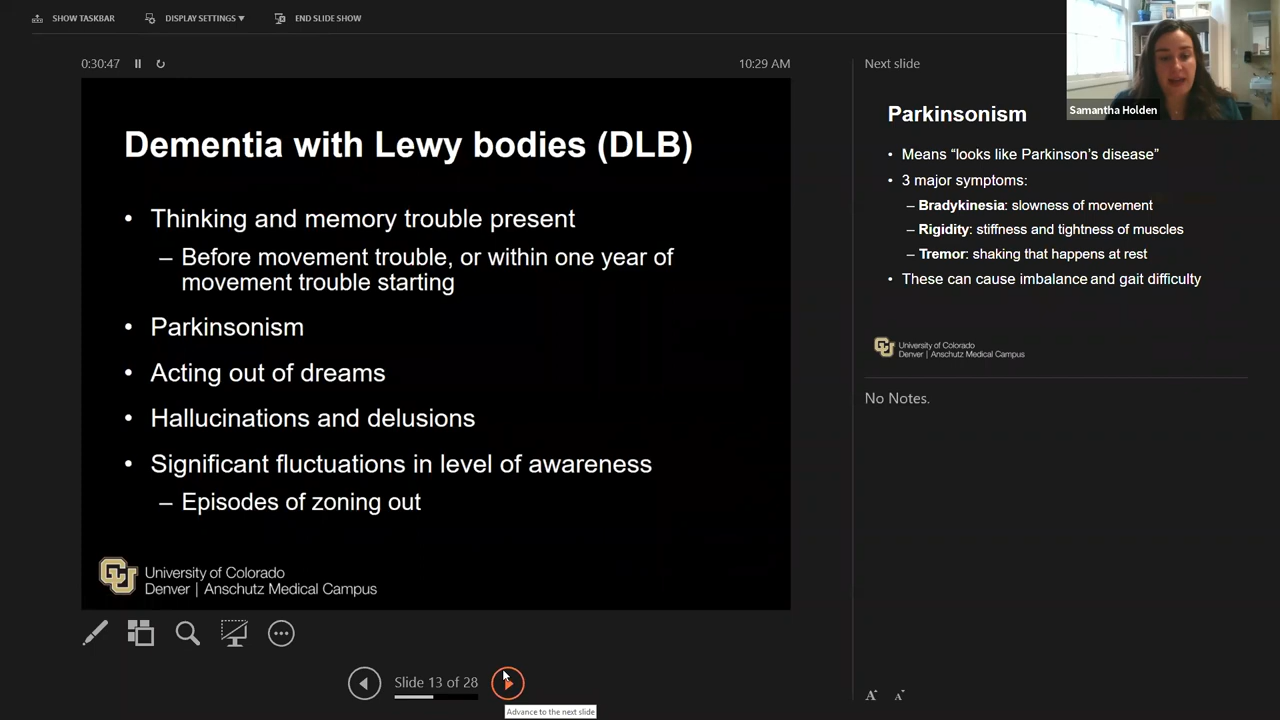 SHOW TASKBAR
DISPLAY SETTINGS ▼
END SLIDE SHOW
0:30:47
10:29 AM
Dementia with Lewy bodies (DLB)
• Thinking and memory trouble present
– Before movement trouble, or within one year of
movement trouble starting
• Parkinsonism
• Acting out of dreams
• Hallucinations and delusions
• Significant fluctuations in level of awareness
– Episodes of zoning out
CU
University of Colorado
Denver | Anschutz Medical Campus
Slide 13 of 28
Advance to the next slide
Next slide
Samantha Holden
Parkinsonism
• Means "looks like Parkinson's disease"
• 3 major symptoms:
– Bradykinesia: slowness of movement
– Rigidity: stiffness and tightness of muscles
– Tremor: shaking that happens at rest
• These can cause imbalance and gait difficulty
CU
University of Colorado
Denver | Anschutz Medical Campus
No Notes.
A A